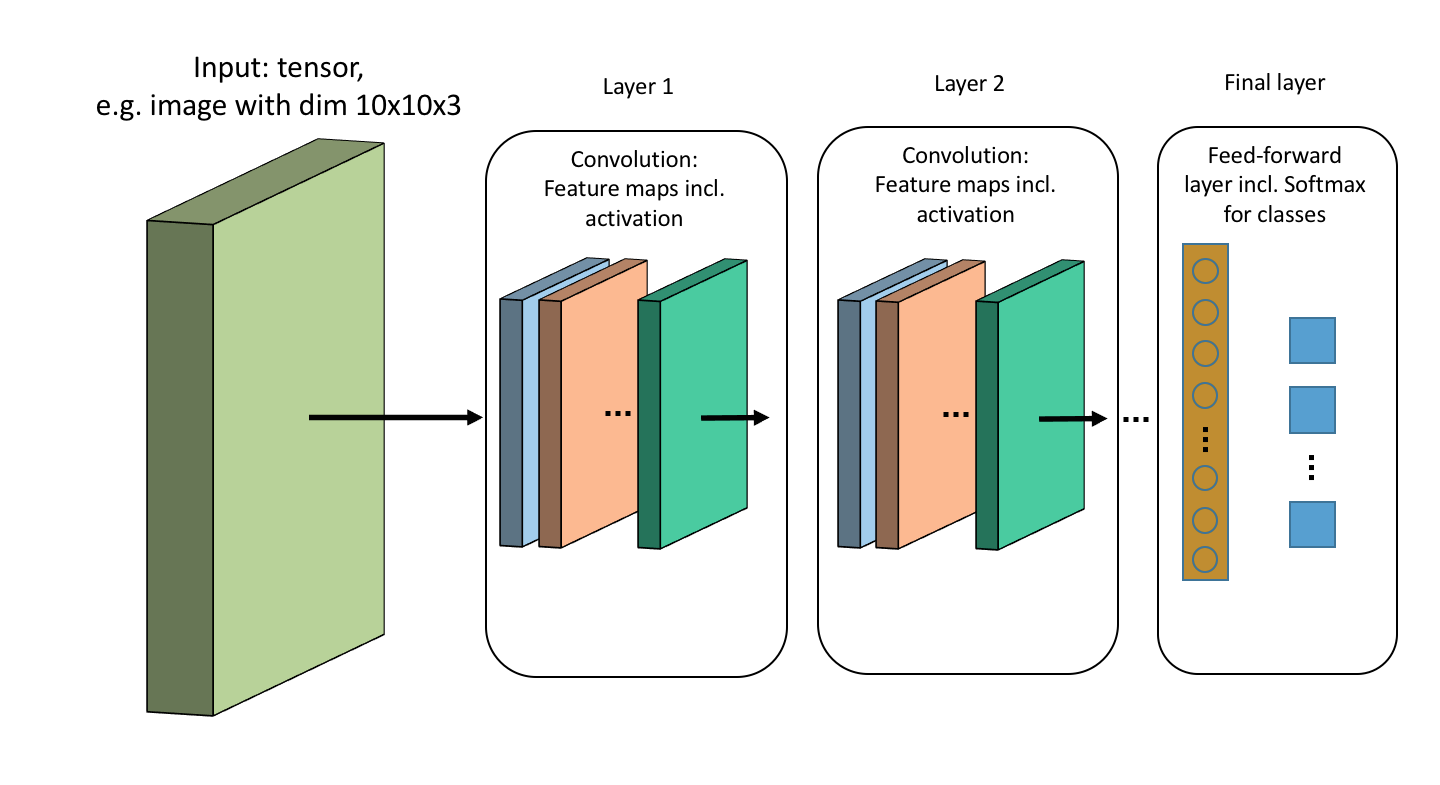 Input: tensor,
e.g. image with dim 10x10x3
Layer 1
Convolution:
Feature maps incl.
activation
...
Layer 2
Convolution:
Feature maps incl.
activation
...
...
Final layer
Feed-forward
layer incl. Softmax
for classes